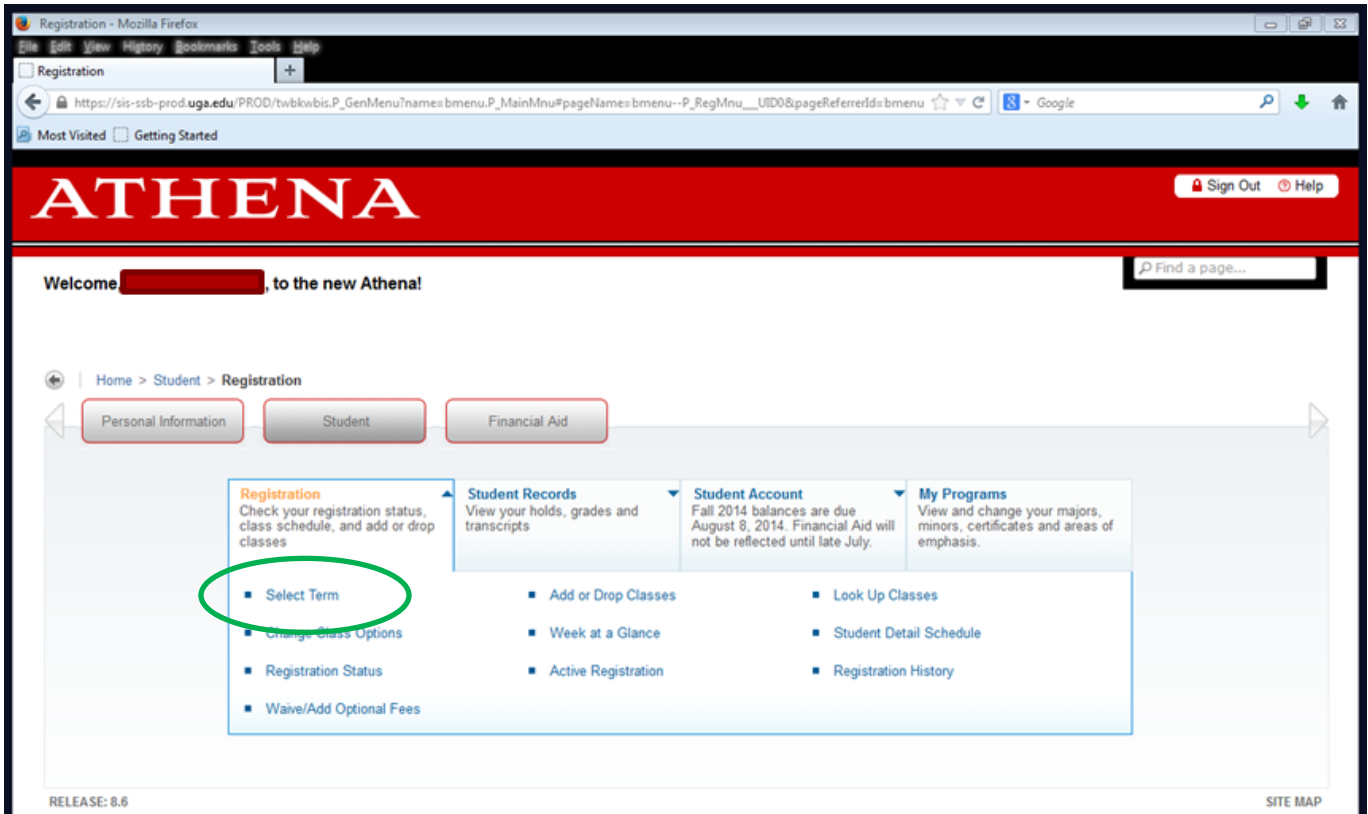 Registration - Mozilla Firefox
File Edit View History Bookmarks Tools Help
Registration +
https://sis-ssb-prod.uga.edu/PROD/twbkwbis.P_GenMenu?name=bmenu.P_MainMnu#pageName=bmenu--P_RegMnu__UID0&pageReferrerId=bmenu
8 Google
Most Visited Getting Started
ATHENA
Sign Out Help
Find a page...
Welcome, , to the new Athena!
Home > Student > Registration
Personal Information Student Financial Aid
Registration
Check your registration status,
class schedule, and add or drop
classes
Student Records
View your holds, grades and
transcripts
Student Account
Fall 2014 balances are due
August 8, 2014. Financial Aid will
not be reflected until late July.
My Programs
View and change your majors,
minors, certificates and areas of
emphasis.
Select Term Add or Drop Classes Look Up Classes
Change Class Options Week at a Glance Student Detail Schedule
Registration Status Active Registration Registration History
Waive/Add Optional Fees
RELEASE: 8.6 SITE MAP